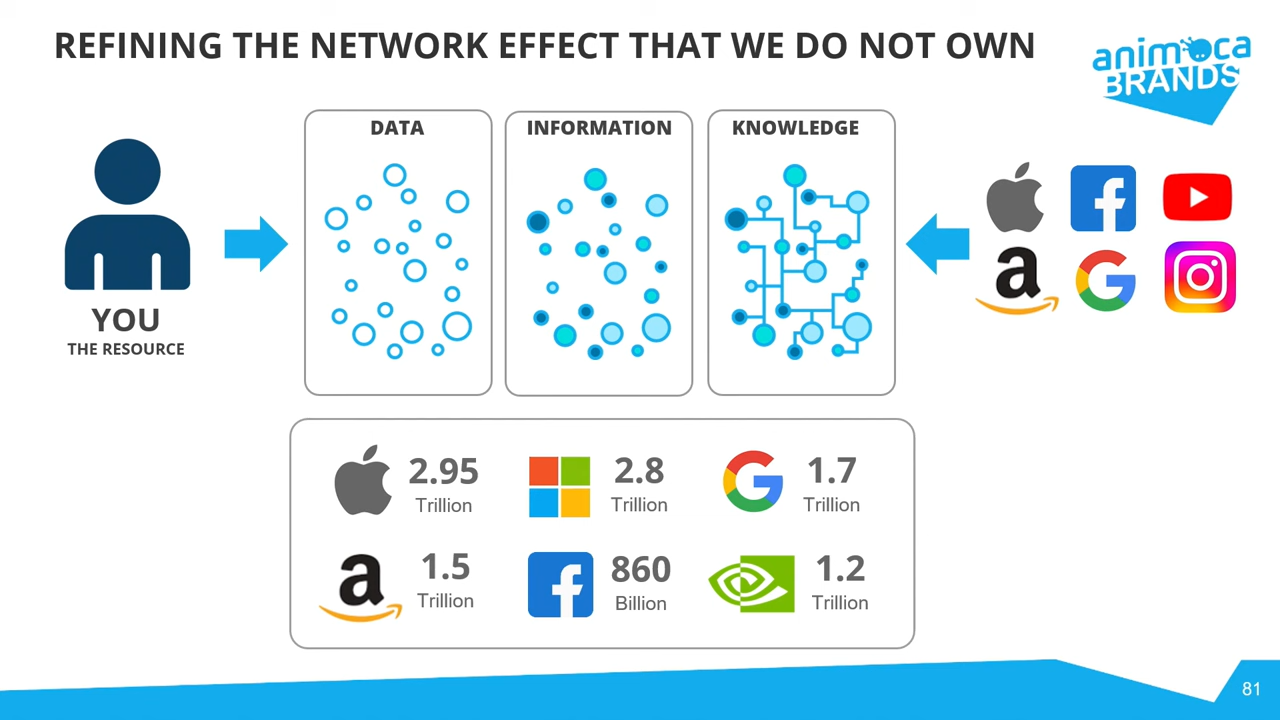 REFINING THE NETWORK EFFECT THAT WE DO NOT OWN
animoca
BRANDS
DATA
INFORMATION
KNOWLEDGE
YOU
THE RESOURCE
2.95
Trillion
2.8
Trillion
1.7
Trillion
1.5
Trillion
860
Billion
1.2
Trillion
81